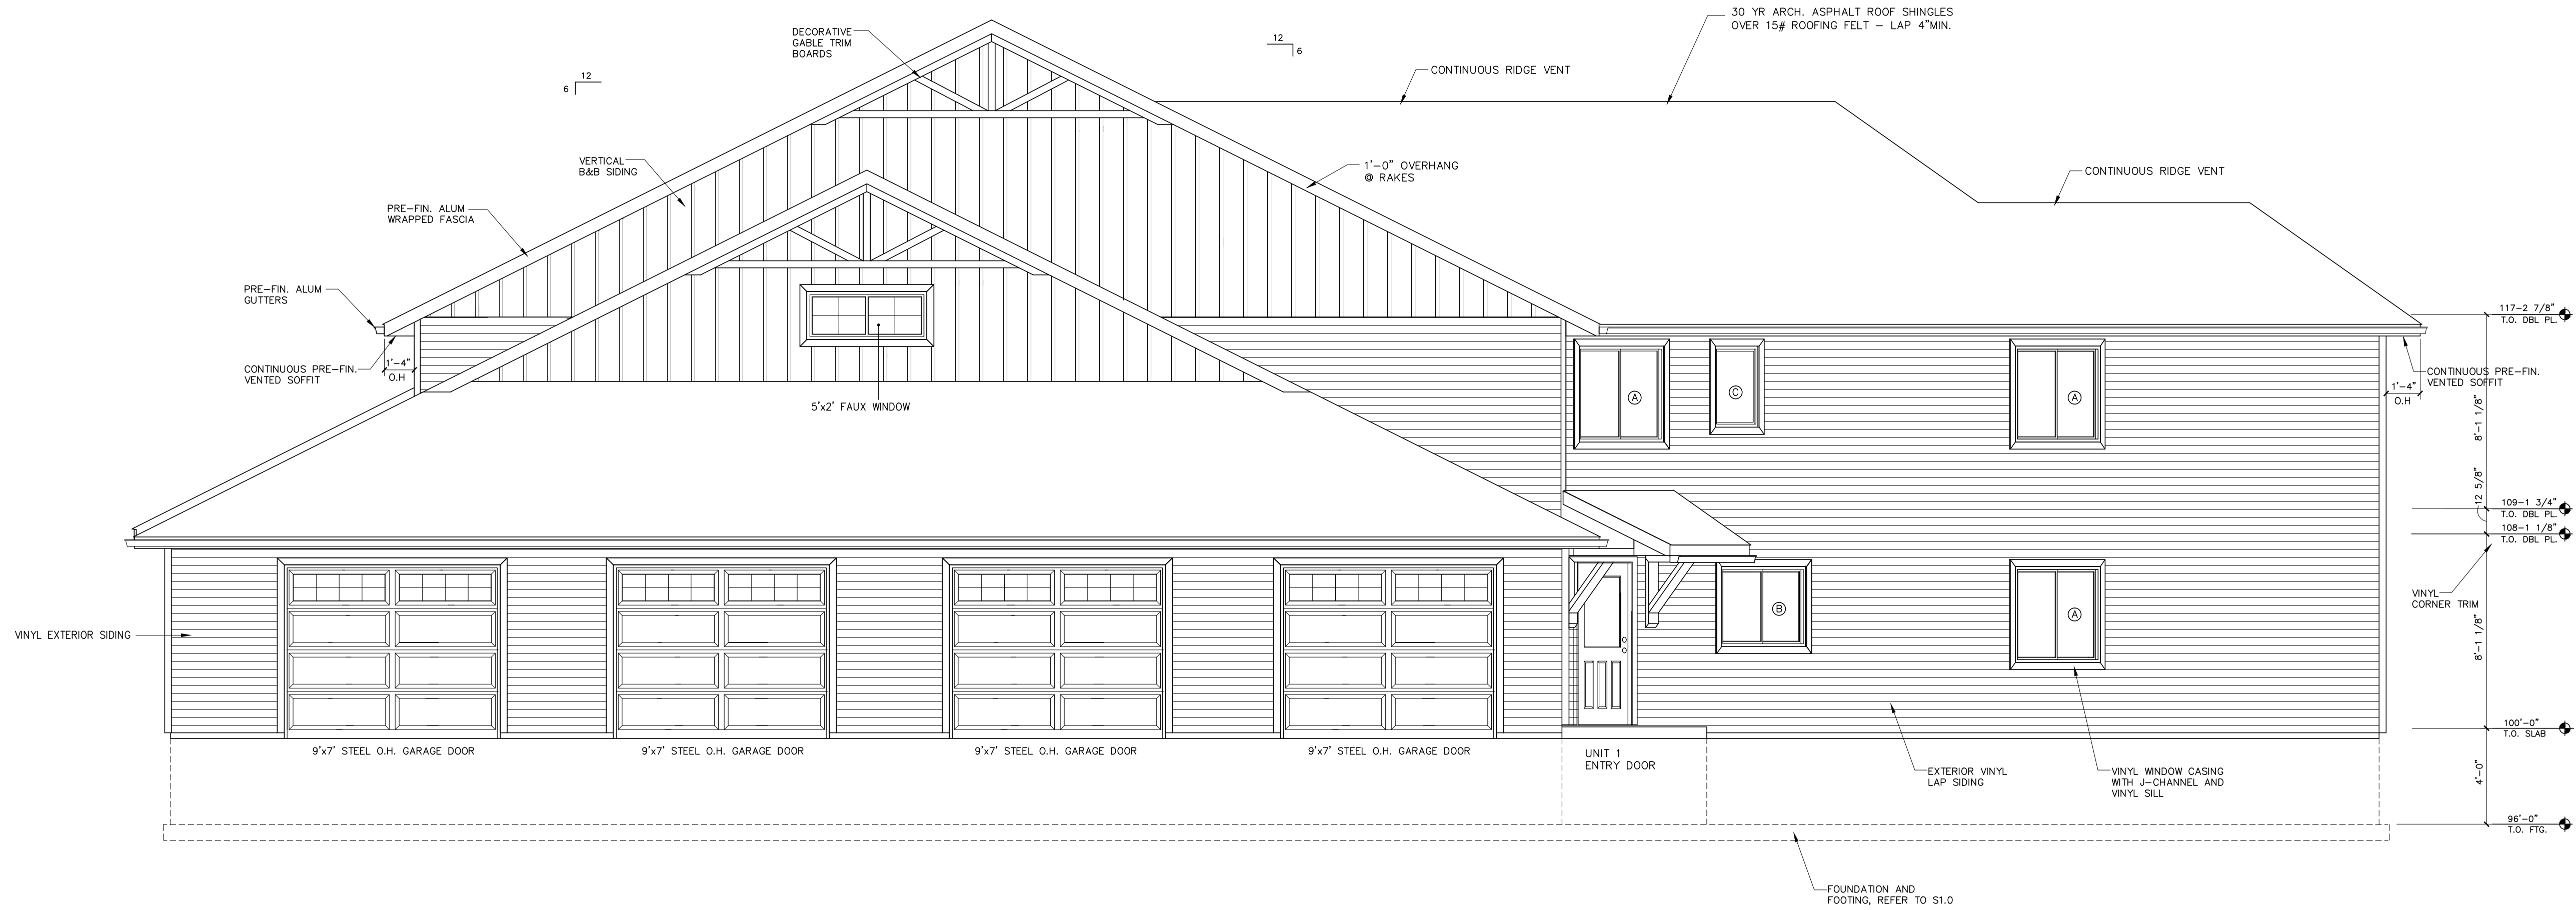 30 YR ARCH. ASPHALT ROOF SHINGLES
OVER 15# ROOFING FELT – LAP 4"MIN.
DECORATIVE
GABLE TRIM
BOARDS
12
6
12
6
CONTINUOUS RIDGE VENT
VERTICAL
B&B SIDING
1'-0" OVERHANG
@ RAKES
CONTINUOUS RIDGE VENT
PRE-FIN. ALUM
WRAPPED FASCIA
PRE-FIN. ALUM
GUTTERS
117-2 7/8"
T.O. DBL PL.
CONTINUOUS PRE-FIN.
VENTED SOFFIT
1'-4"
O.H
5'x2' FAUX WINDOW
A
C
A
CONTINUOUS PRE-FIN.
VENTED SOFFIT
1'-4"
O.H
8'-1 1/8"
12 5/8"
109-1 3/4"
T.O. DBL PL.
108-1 1/8"
T.O. DBL PL.
VINYL
CORNER TRIM
B
A
VINYL EXTERIOR SIDING
8'-1 1/8"
100'-0"
T.O. SLAB
9'x7' STEEL O.H. GARAGE DOOR
9'x7' STEEL O.H. GARAGE DOOR
9'x7' STEEL O.H. GARAGE DOOR
9'x7' STEEL O.H. GARAGE DOOR
UNIT 1
ENTRY DOOR
EXTERIOR VINYL
LAP SIDING
VINYL WINDOW CASING
WITH J-CHANNEL AND
VINYL SILL
4'-0"
96'-0"
T.O. FTG.
FOUNDATION AND
FOOTING, REFER TO S1.0